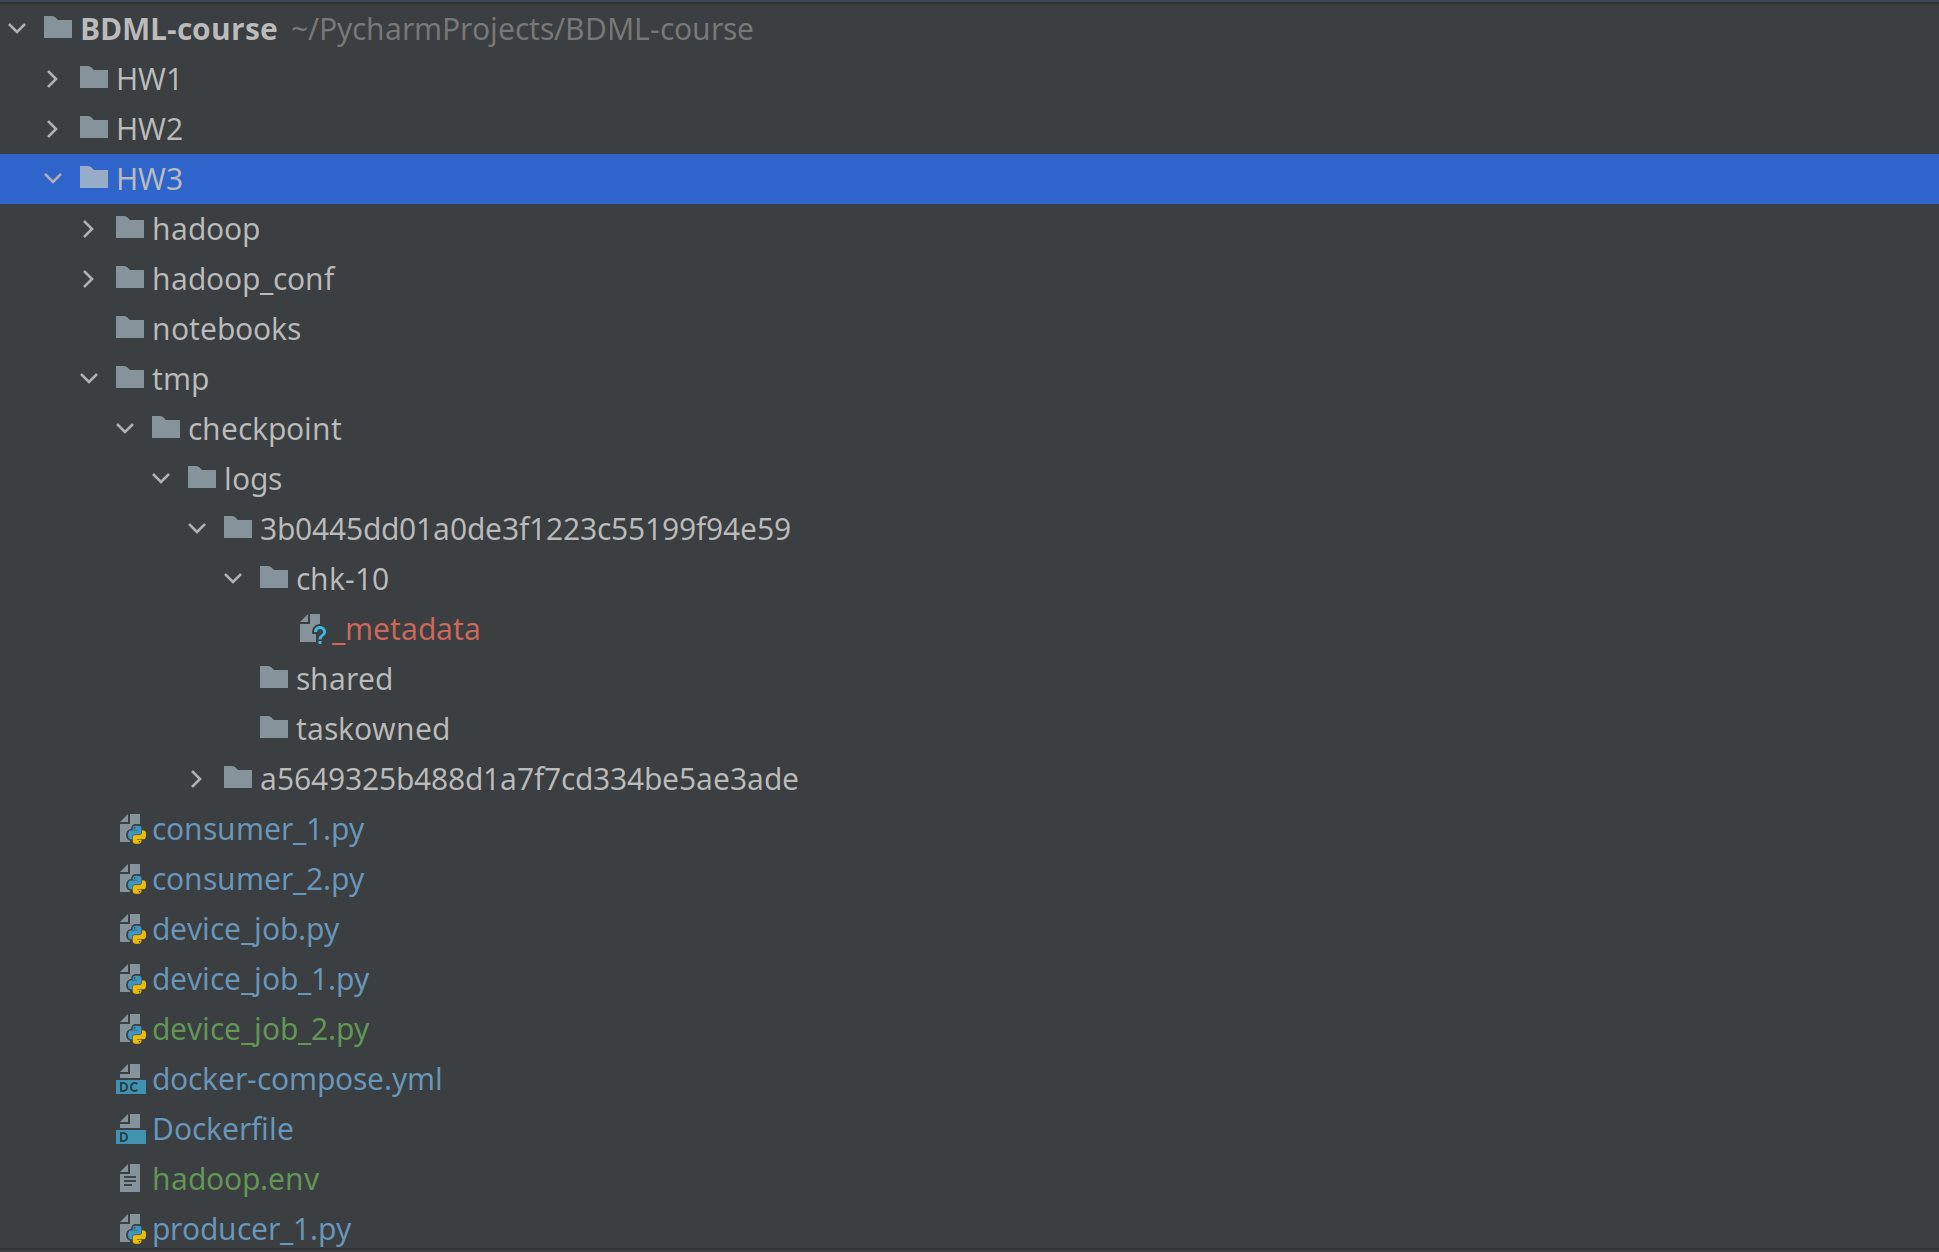 BDML-course ~/PycharmProjects/BDML-course
HW1
HW2
HW3
hadoop
hadoop_conf
notebooks
tmp
checkpoint
logs
3b0445dd01a0de3f1223c55199f94e59
chk-10
_metadata
shared
taskowned
a5649325b488d1a7f7cd334be5ae3ade
consumer_1.py
consumer_2.py
device_job.py
device_job_1.py
device_job_2.py
DC docker-compose.yml
D Dockerfile
hadoop.env
producer_1.py